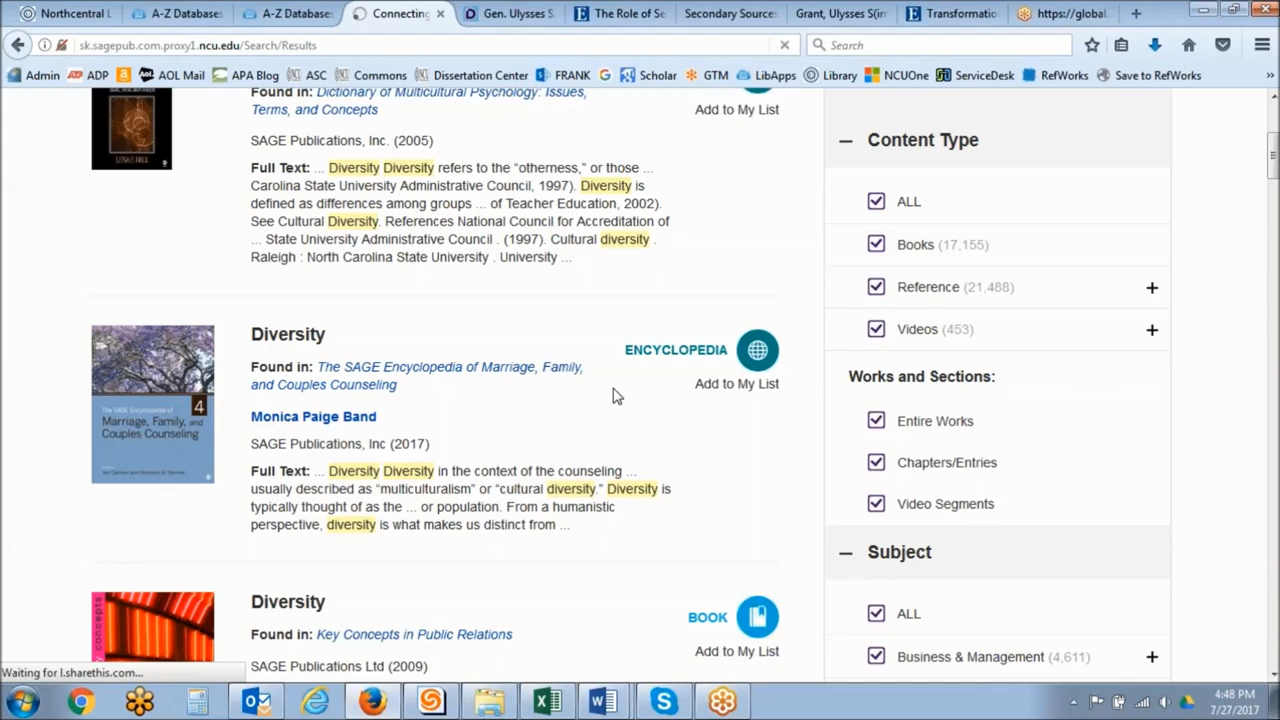 Northcentral L
A-Z Databases
A-Z Databases
Connecting
Gen. Ulysses S.
The Role of Se
Secondary Sources
Grant, Ulysses S(in
Transformatio
https://global.
sk.sagepub.com.proxy1.ncu.edu/Search/Results
Search
Admin ADP AOL Mail APA Blog ASC Commons Dissertation Center FRANK Scholar GTM LibApps Library NCUOne ServiceDesk RefWorks Save to RefWorks
Found in: Dictionary of Multicultural Psychology: Issues,
Terms, and Concepts
Add to My List
SAGE Publications, Inc. (2005)
Full Text: ... Diversity Diversity refers to the “otherness,” or those ...
Carolina State University Administrative Council, 1997). Diversity is
defined as differences among groups ... of Teacher Education, 2002).
See Cultural Diversity. References National Council for Accreditation of
... State University Administrative Council . (1997). Cultural diversity .
Raleigh : North Carolina State University . University ...
The SAGE Encyclopedia of
Marriage, Family, and
Couples Counseling
4
Diversity
ENCYCLOPEDIA
Found in: The SAGE Encyclopedia of Marriage, Family,
and Couples Counseling
Add to My List
Monica Paige Band
SAGE Publications, Inc (2017)
Full Text: ... Diversity Diversity in the context of the counseling ...
usually described as “multiculturalism” or “cultural diversity.” Diversity is
typically thought of as the ... or population. From a humanistic
perspective, diversity is what makes us distinct from ...
Diversity
BOOK
Found in: Key Concepts in Public Relations
Add to My List
SAGE Publications Ltd (2009)
Content Type
ALL
Books (17,155)
Reference (21,488)
Videos (453)
Works and Sections:
Entire Works
Chapters/Entries
Video Segments
Subject
ALL
Business & Management (4,611)
Waiting for l.sharethis.com...
4:48 PM
7/27/2017